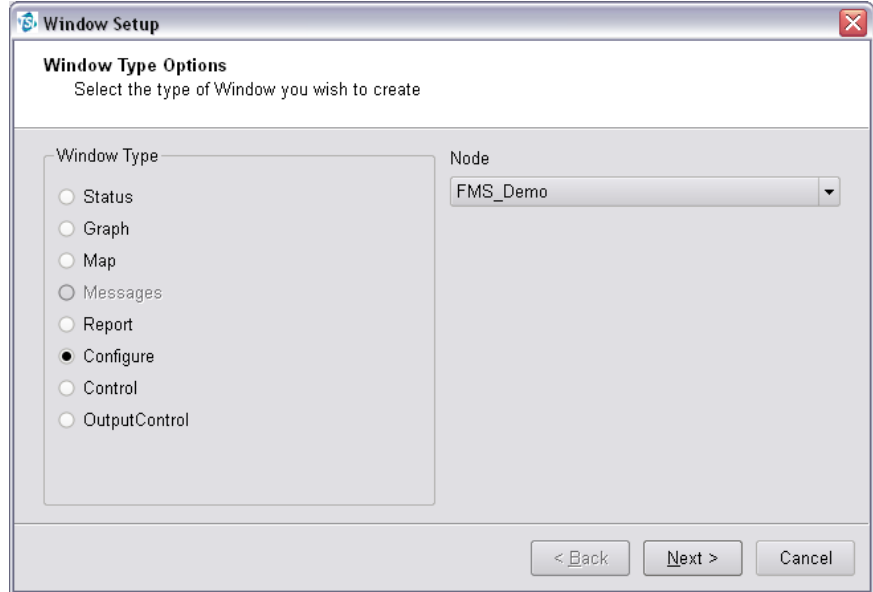 Window Setup
Window Type Options
Select the type of Window you wish to create
Window Type
Status
Graph
Map
Messages
Report
Configure
Control
OutputControl
Node
FMS_Demo
< Back
Next >
Cancel